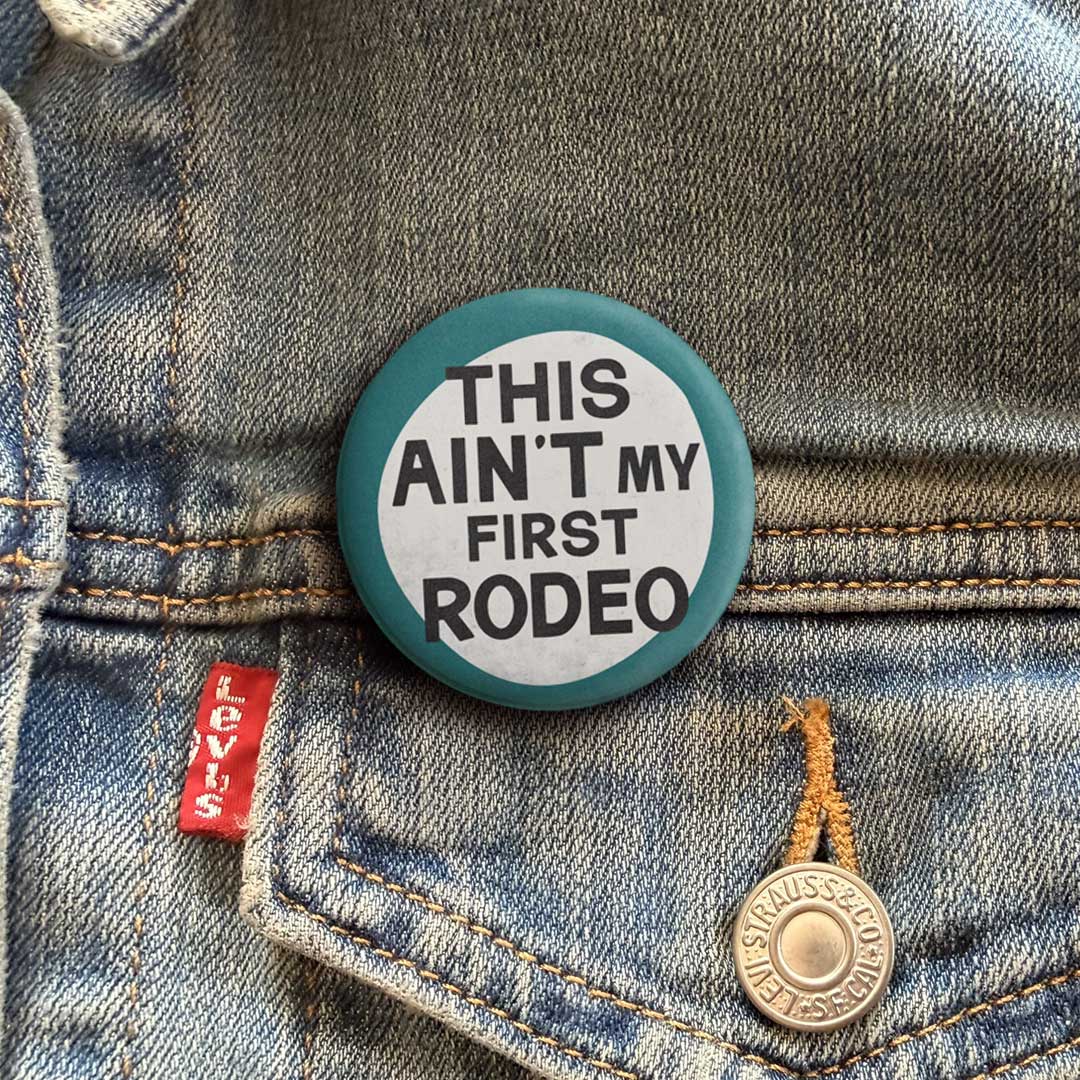 THIS
AIN'T MY
FIRST
RODEO
Levi's
LEVI STRAUSS & CO.
S.F. CAL